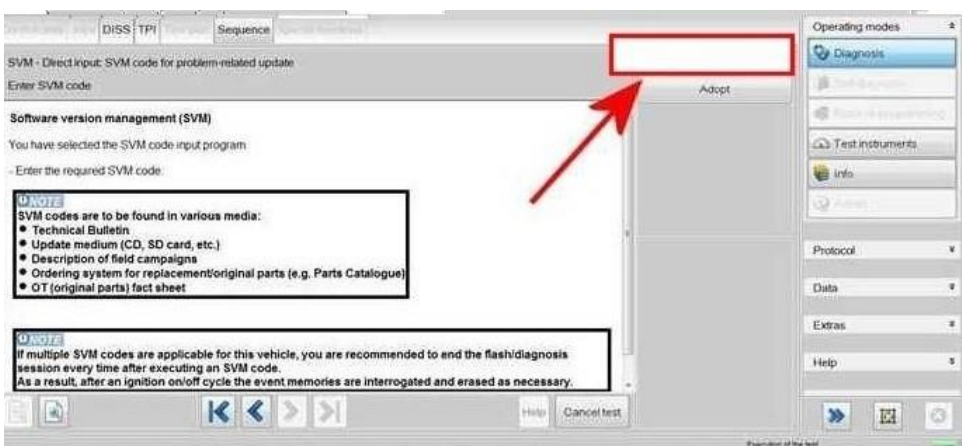 DISS TPI Sequence
SVM - Direct input: SVM code for problem-related update
Enter SVM code
Adopt
Software version management (SVM)
You have selected the SVM code input program
- Enter the required SVM code.
NOTE
SVM codes are to be found in various media:
• Technical Bulletin
• Update medium (CD, SD card, etc.)
• Description of field campaigns
• Ordering system for replacement/original parts (e.g. Parts Catalogue)
• OT (original parts) fact sheet
NOTE
If multiple SVM codes are applicable for this vehicle, you are recommended to end the flash/diagnosis
session every time after executing an SVM code.
As a result, after an ignition on/off cycle the event memories are interrogated and erased as necessary.
Help
Cancel test
Operating modes
Diagnosis
Test instruments
Info
Protocol
Data
Extras
Help
Execution of the test